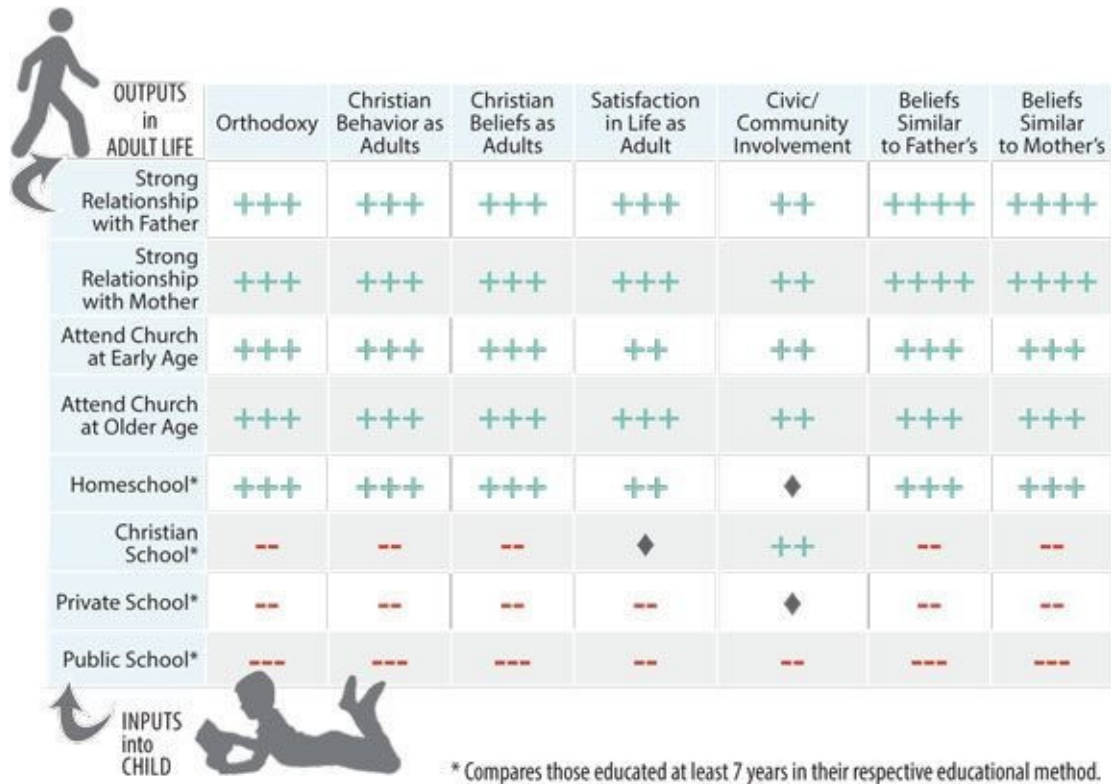 OUTPUTS
in
ADULT LIFE
Orthodoxy
Christian
Behavior as
Adults
Christian
Beliefs as
Adults
Satisfaction
in Life as
Adult
Civic/
Community
Involvement
Beliefs
Similar
to Father's
Beliefs
Similar
to Mother's
Strong
Relationship
with Father
+++ +++ +++ +++ ++ ++++ ++++
Strong
Relationship
with Mother
+++ +++ +++ +++ ++ ++++ ++++
Attend Church
at Early Age
+++ +++ +++ ++ ++ +++ +++
Attend Church
at Older Age
+++ +++ +++ +++ ++ +++ +++
Homeschool*
+++ +++ +++ ++ ♦ +++ +++
Christian
School*
-- -- -- ♦ ++ -- --
Private School*
-- -- -- -- ♦ -- --
Public School*
--- --- --- -- -- --- ---
INPUTS
into
CHILD
* Compares those educated at least 7 years in their respective educational method.